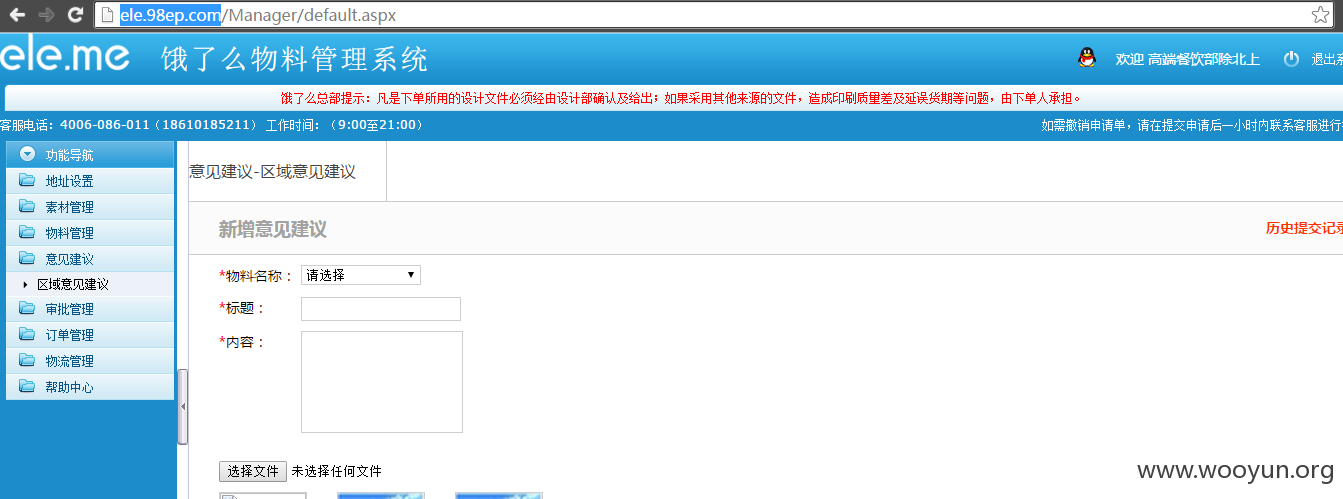 ele.98ep.com/Manager/default.aspx
ele.me 饿了么物料管理系统
欢迎 高端餐饮部除北上 退出系
饿了么总部提示：凡是下单所用的设计文件必须经由设计部确认及给出；如果采用其他来源的文件，造成印刷质量差及延误货期等问题，由下单人承担。
客服电话：4006-086-011（18610185211） 工作时间：（9:00至21:00） 如需撤销申请单，请在提交申请后一小时内联系客服进行
功能导航
地址设置
素材管理
物料管理
意见建议
区域意见建议
审批管理
订单管理
物流管理
帮助中心
意见建议-区域意见建议
新增意见建议 历史提交记录
*物料名称： 请选择
*标题：
*内容：
选择文件 未选择任何文件
www.wooyun.org